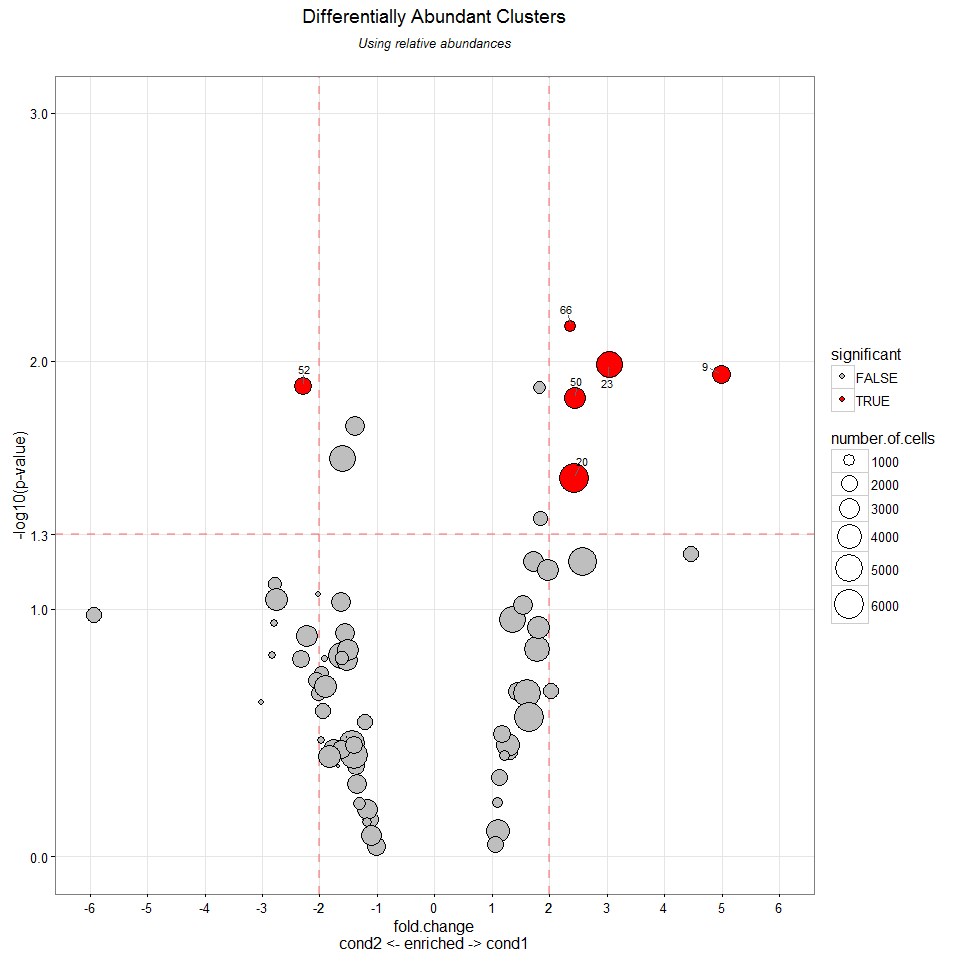 Differentially Abundant Clusters
Using relative abundances
-log10(p-value)
3.0
2.0
1.3
1.0
0.0
66
52
50
23
9
20
-6 -5 -4 -3 -2 -1 0 1 2 3 4 5 6
fold.change
cond2 <- enriched -> cond1
significant
FALSE
TRUE
number.of.cells
1000
2000
3000
4000
5000
6000